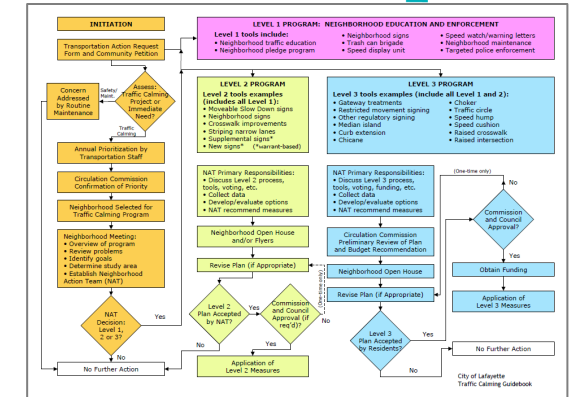 INITIATION
Transportation Action Request
Form and Community Petition
Concern
Addressed
by Routine
Maintenance
Safety/
Maint.
Assess:
Traffic Calming
Project or
Immediate
Need?
Traffic
Calming
Annual Prioritization by
Transportation Staff
Circulation Commission
Confirmation of Priority
Neighborhood Selected for
Traffic Calming Program
Neighborhood Meeting:
• Overview of program
• Review problems
• Identify goals
• Determine study area
• Establish Neighborhood
Action Team (NAT)
NAT
Decision:
Level 1,
2 or 3?
Yes
No
No Further Action
LEVEL 1 PROGRAM: NEIGHBORHOOD EDUCATION AND ENFORCEMENT
Level 1 tools include:
• Neighborhood traffic education
• Neighborhood pledge program
• Neighborhood signs
• Trash can brigade
• Speed display unit
• Speed watch/warning letters
• Neighborhood maintenance
• Targeted police enforcement
LEVEL 2 PROGRAM
Level 2 tools examples
(includes all Level 1):
• Moveable Slow Down signs
• Neighborhood signs
• Crosswalk improvements
• Striping narrow lanes
• Supplemental signs*
• New signs* (*warrant-based)
NAT Primary Responsibilities:
• Discuss Level 2 process,
tools, voting, etc.
• Collect data
• Develop/evaluate options
• NAT recommend measures
Neighborhood Open House
and/or Flyers
Revise Plan (if Appropriate)
Level 2
Plan Accepted
by NAT?
Yes
No
Commission
and Council
Approval (if
req'd)?
(One-time only)
No
Yes
Application of
Level 2 Measures
LEVEL 3 PROGRAM
Level 3 tools examples (include all Level 1 and 2):
• Gateway treatments
• Restricted movement signing
• Other regulatory signing
• Median island
• Curb extension
• Chicane
• Choker
• Traffic circle
• Speed hump
• Speed cushion
• Raised crosswalk
• Raised intersection
NAT Primary Responsibilities:
• Discuss Level 3 process,
tools, voting, funding, etc.
• Collect data
• Develop/evaluate options
• NAT recommend measures
Circulation Commission
Preliminary Review of Plan
and Budget Recommendation
Neighborhood Open House
Revise Plan (if Appropriate)
Level 3
Plan Accepted
by Residents?
Yes
No
(One-time only)
No
Commission
and Council
Approval?
Yes
Obtain Funding
Application of
Level 3 Measures
No Further Action
City of Lafayette
Traffic Calming Guidebook